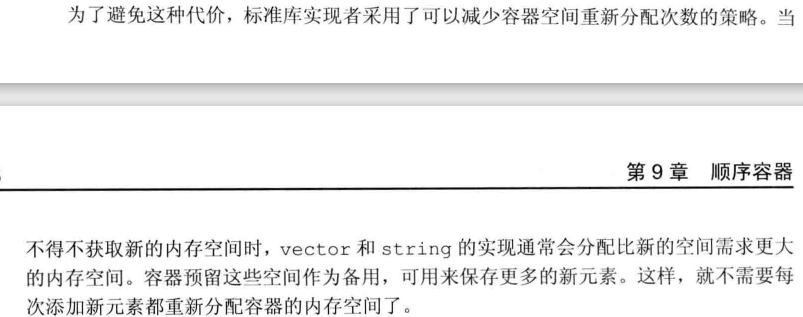 为了避免这种代价，标准库实现者采用了可以减少容器空间重新分配次数的策略。当
第 9 章 顺序容器
不得不获取新的内存空间时，vector 和 string 的实现通常会分配比新的空间需求更大
的内存空间。容器预留这些空间作为备用，可用来保存更多的新元素。这样，就不需要每
次添加新元素都重新分配容器的内存空间了。